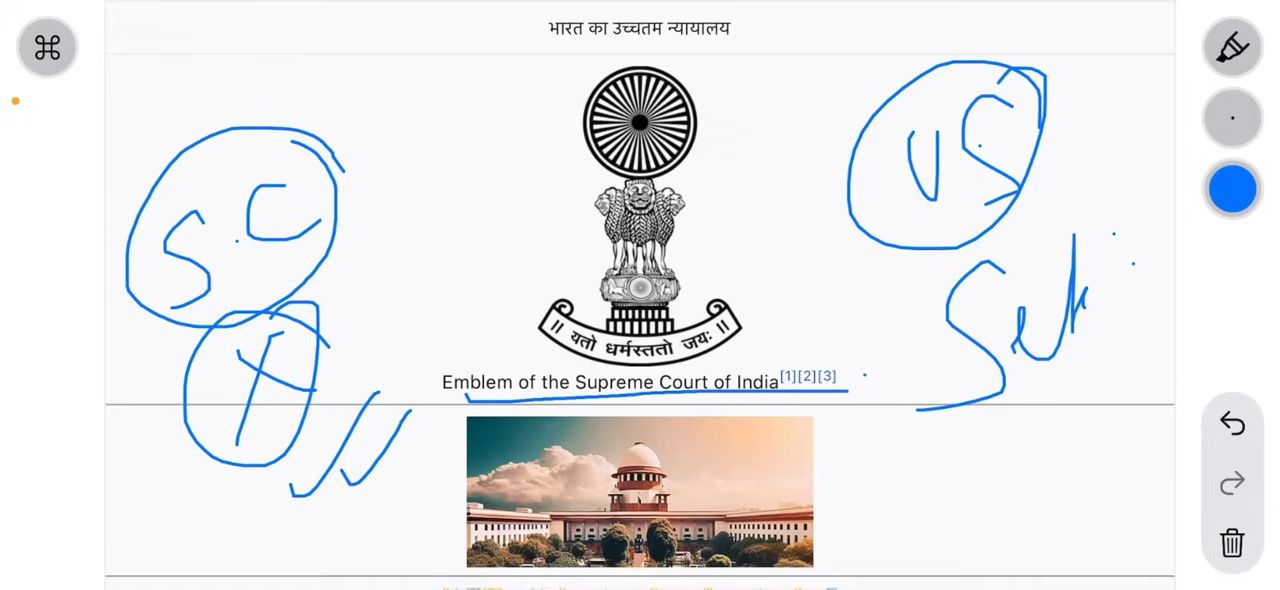 भारत का उच्चतम न्यायालय
S.C
US
॥ यतो धर्मस्ततो जयः ॥
Emblem of the Supreme Court of India[1][2][3]